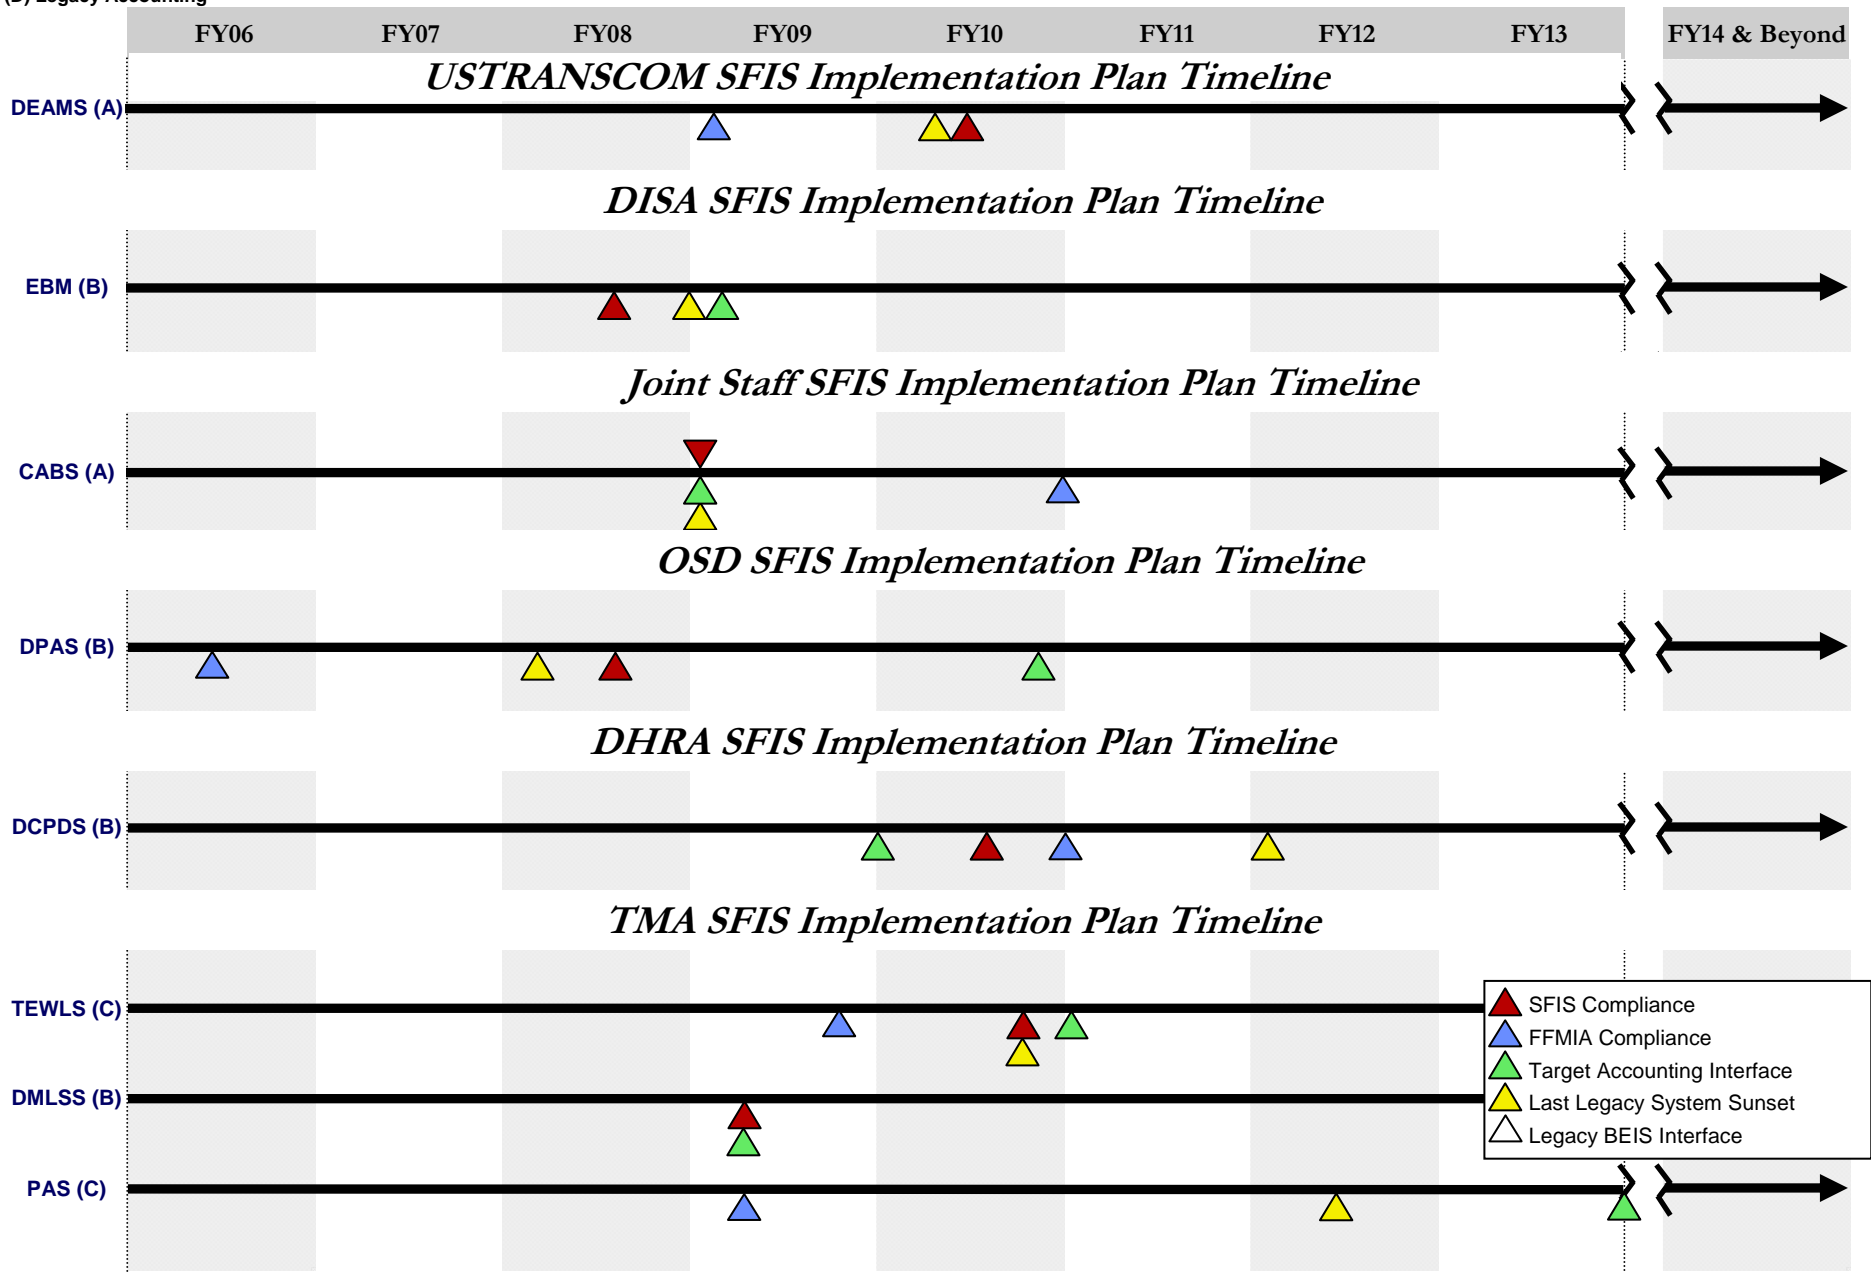 (D) Legacy Accounting
FY06 FY07 FY08 FY09 FY10 FY11 FY12 FY13 FY14 & Beyond
USTRANSCOM SFIS Implementation Plan Timeline
DEAMS (A)
DISA SFIS Implementation Plan Timeline
EBM (B)
Joint Staff SFIS Implementation Plan Timeline
CABS (A)
OSD SFIS Implementation Plan Timeline
DPAS (B)
DHRA SFIS Implementation Plan Timeline
DCPDS (B)
TMA SFIS Implementation Plan Timeline
TEWLS (C)
SFIS Compliance
FFMIA Compliance
Target Accounting Interface
DMLSS (B)
Last Legacy System Sunset
Legacy BEIS Interface
PAS (C)